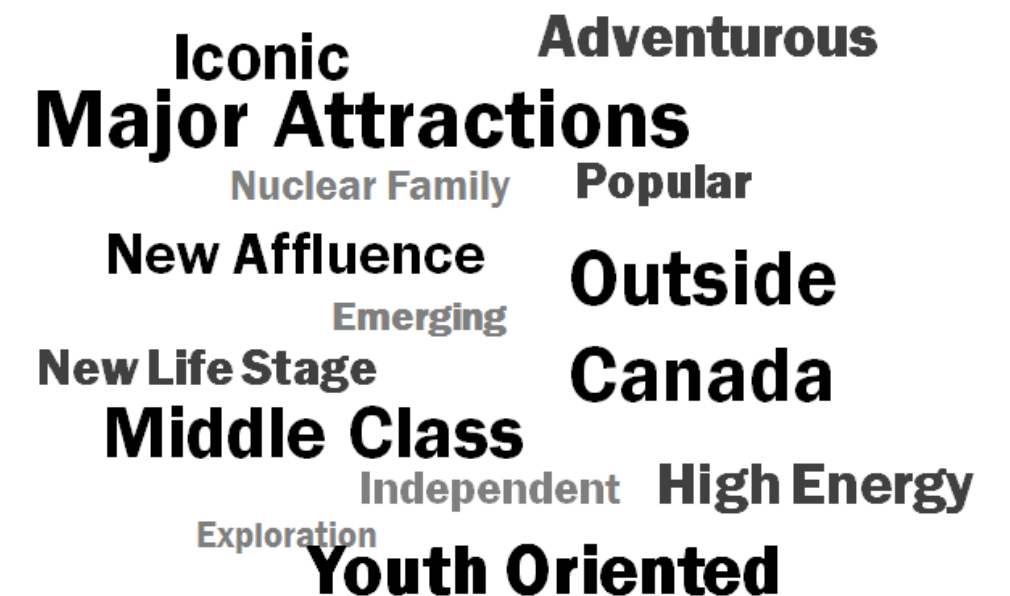 Adventurous
Iconic
Major Attractions
Nuclear Family
Popular
New Affluence
Outside
Emerging
New Life Stage
Canada
Middle Class
Independent
High Energy
Exploration
Youth Oriented